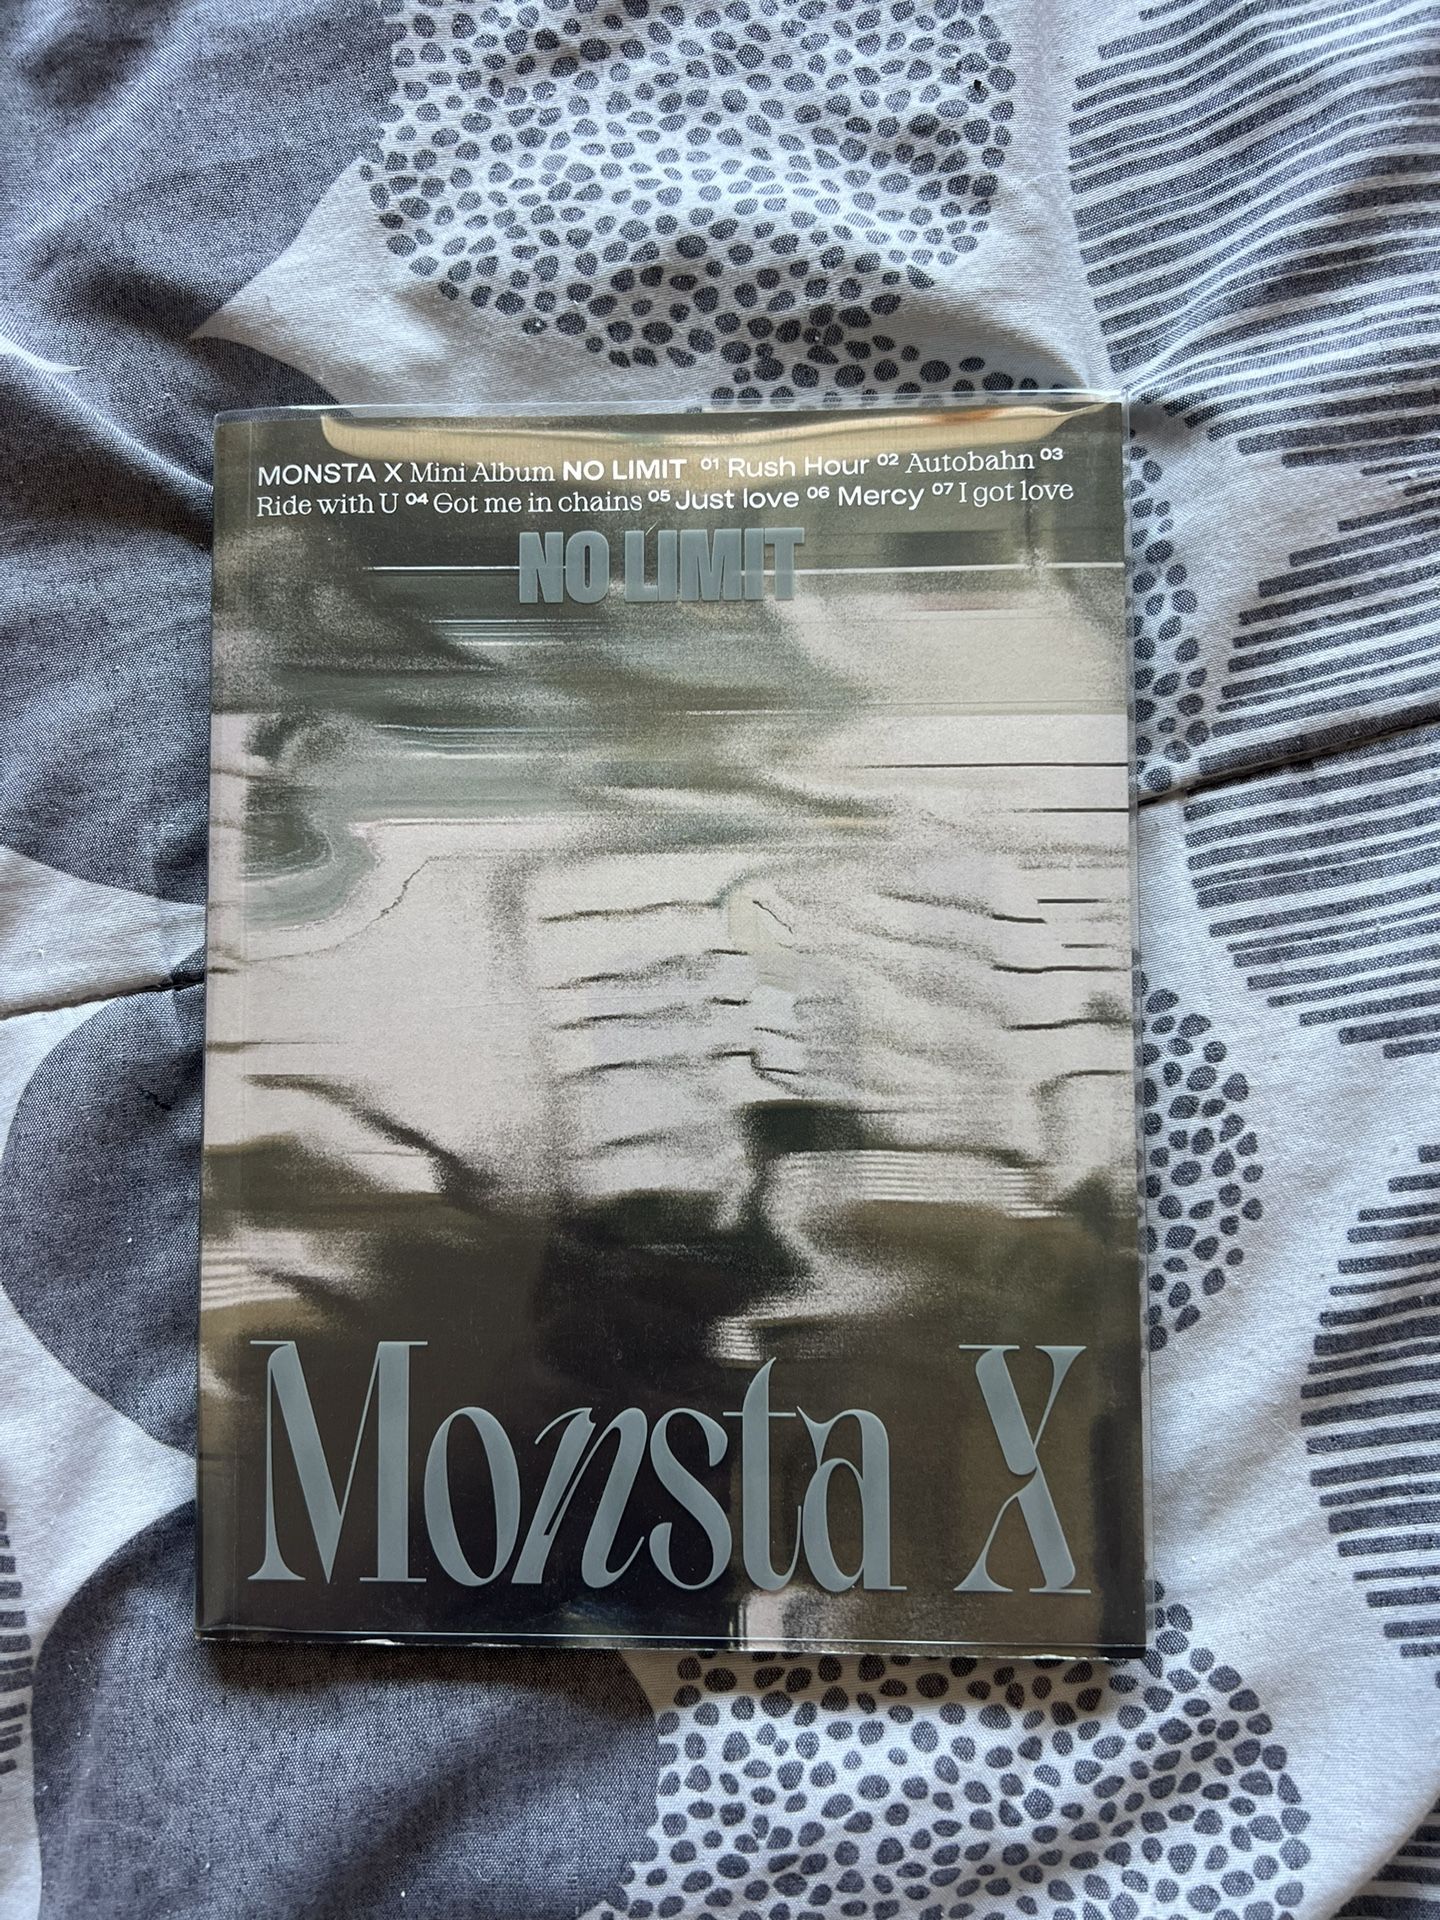 MONSTA X Mini Album NO LIMIT 01 Rush Hour 02 Autobahn 03
Ride with U 04 Got me in chains 05 Just love 06 Mercy 07 I got love
NO LIMIT
Monsta X